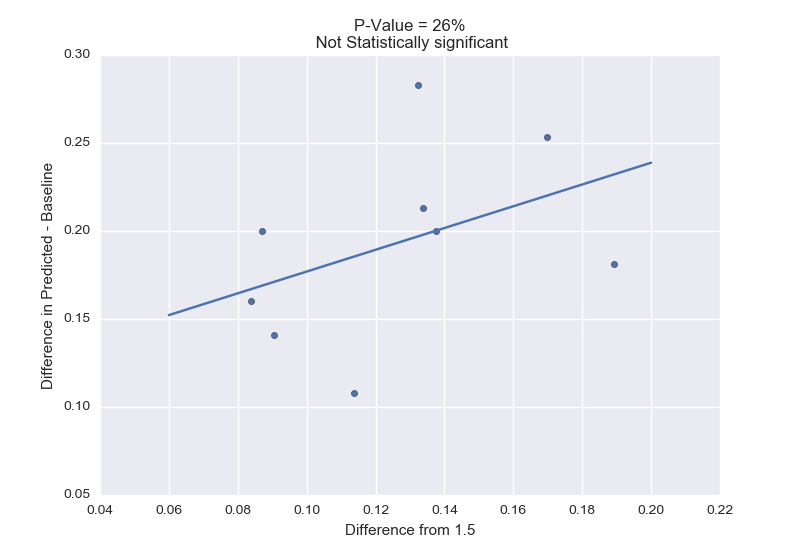 P-Value = 26%
Not Statistically significant
0.30
0.25
0.20
0.15
0.10
0.05
Difference in Predicted - Baseline
0.04 0.06 0.08 0.10 0.12 0.14 0.16 0.18 0.20 0.22
Difference from 1.5